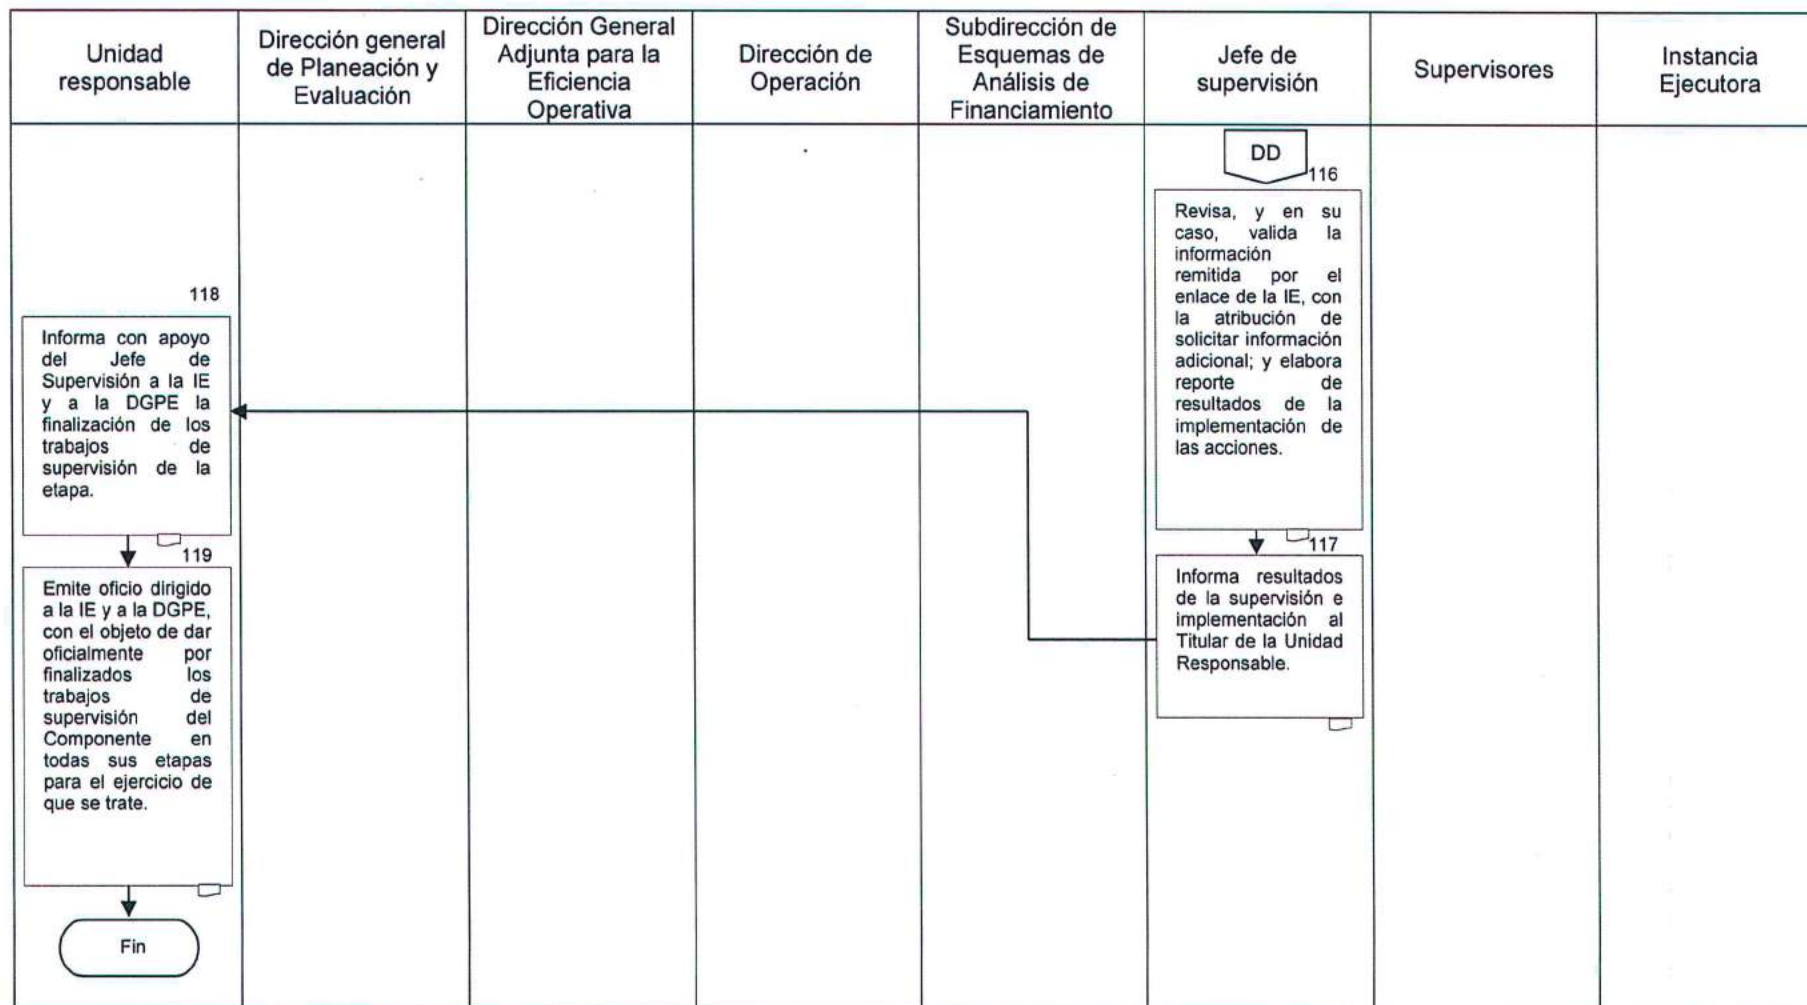 Unidad
responsable
Dirección general
de Planeación y
Evaluación
Dirección General
Adjunta para la
Eficiencia
Operativa
Dirección de
Operación
Subdirección de
Esquemas de
Análisis de
Financiamiento
Jefe de
supervisión
Supervisores
Instancia
Ejecutora
DD
116
Revisa, y en su
caso, valida la
información
remitida por el
enlace de la IE, con
la atribución de
solicitar información
adicional; y elabora
reporte de
resultados de la
implementación de
las acciones.
117
Informa resultados
de la supervisión e
implementación al
Titular de la Unidad
Responsable.
118
Informa con apoyo
del Jefe de
Supervisión a la IE
y a la DGPE la
finalización de los
trabajos de
supervisión de la
etapa.
119
Emite oficio dirigido
a la IE y a la DGPE,
con el objeto de dar
oficialmente por
finalizados los
trabajos de
supervisión del
Componente en
todas sus etapas
para el ejercicio de
que se trate.
Fin